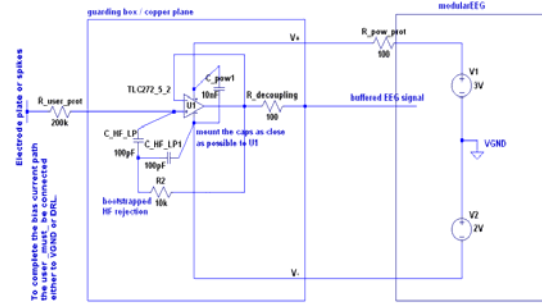 guarding box / copper plane
modularEEG
V+
R_pow_prot
100
C_pow1
10nF
TLC272_5_2
U1
R_decoupling
100
V1
3V
Electrode plate or spikes
R_user_prot
200k
buffered EEG signal
mount the caps as close
as possible to U1
C_HF_LP
100pF
C_HF_LP1
100pF
VGND
R2
10k
bootstrapped
HF rejection
V2
2V
V-
To complete the bias current path
the user _must_ be connected
either to VGND or DRL.